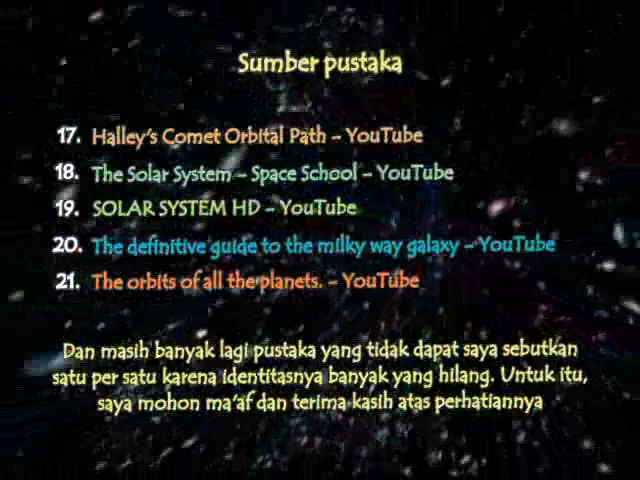 Sumber pustaka
17. Halley's Comet Orbital Path - YouTube
18. The Solar System - Space School - YouTube
19. SOLAR SYSTEM HD - YouTube
20. The definitive guide to the milky way galaxy - YouTube
21. The orbits of all the planets. - YouTube
Dan masih banyak lagi pustaka yang tidak dapat saya sebutkan
satu per satu karena identitasnya banyak yang hilang. Untuk itu,
saya mohon ma'af dan terima kasih atas perhatiannya